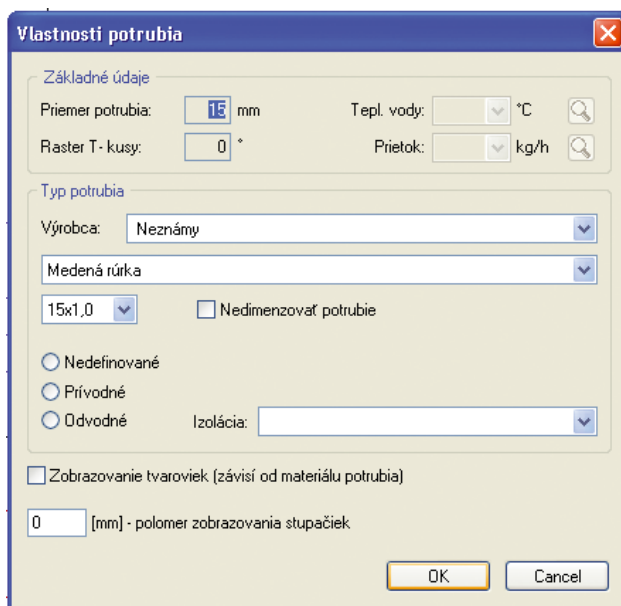 Vlastnosti potrubia
Základné údaje
Priemer potrubia: 15 mm Tepl. vody: °C
Raster T- kusy: 0 ° Prietok: kg/h
Typ potrubia
Výrobca: Neznámy
Medená rúrka
15x1,0 Nedimenzovať potrubie
Nedefinované
Prívodné
Odvodné Izolácia:
Zobrazovanie tvaroviek (závisí od materiálu potrubia)
0 [mm] - polomer zobrazovania stupačiek
OK Cancel